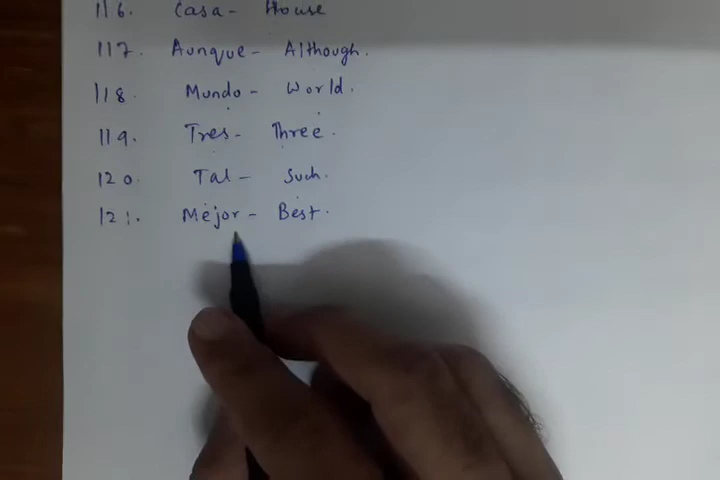 116. Casa - House
117. Aunque - Although.
118. Mundo - World.
119. Tres - Three.
120. Tal - Such.
121. Mejor - Best.